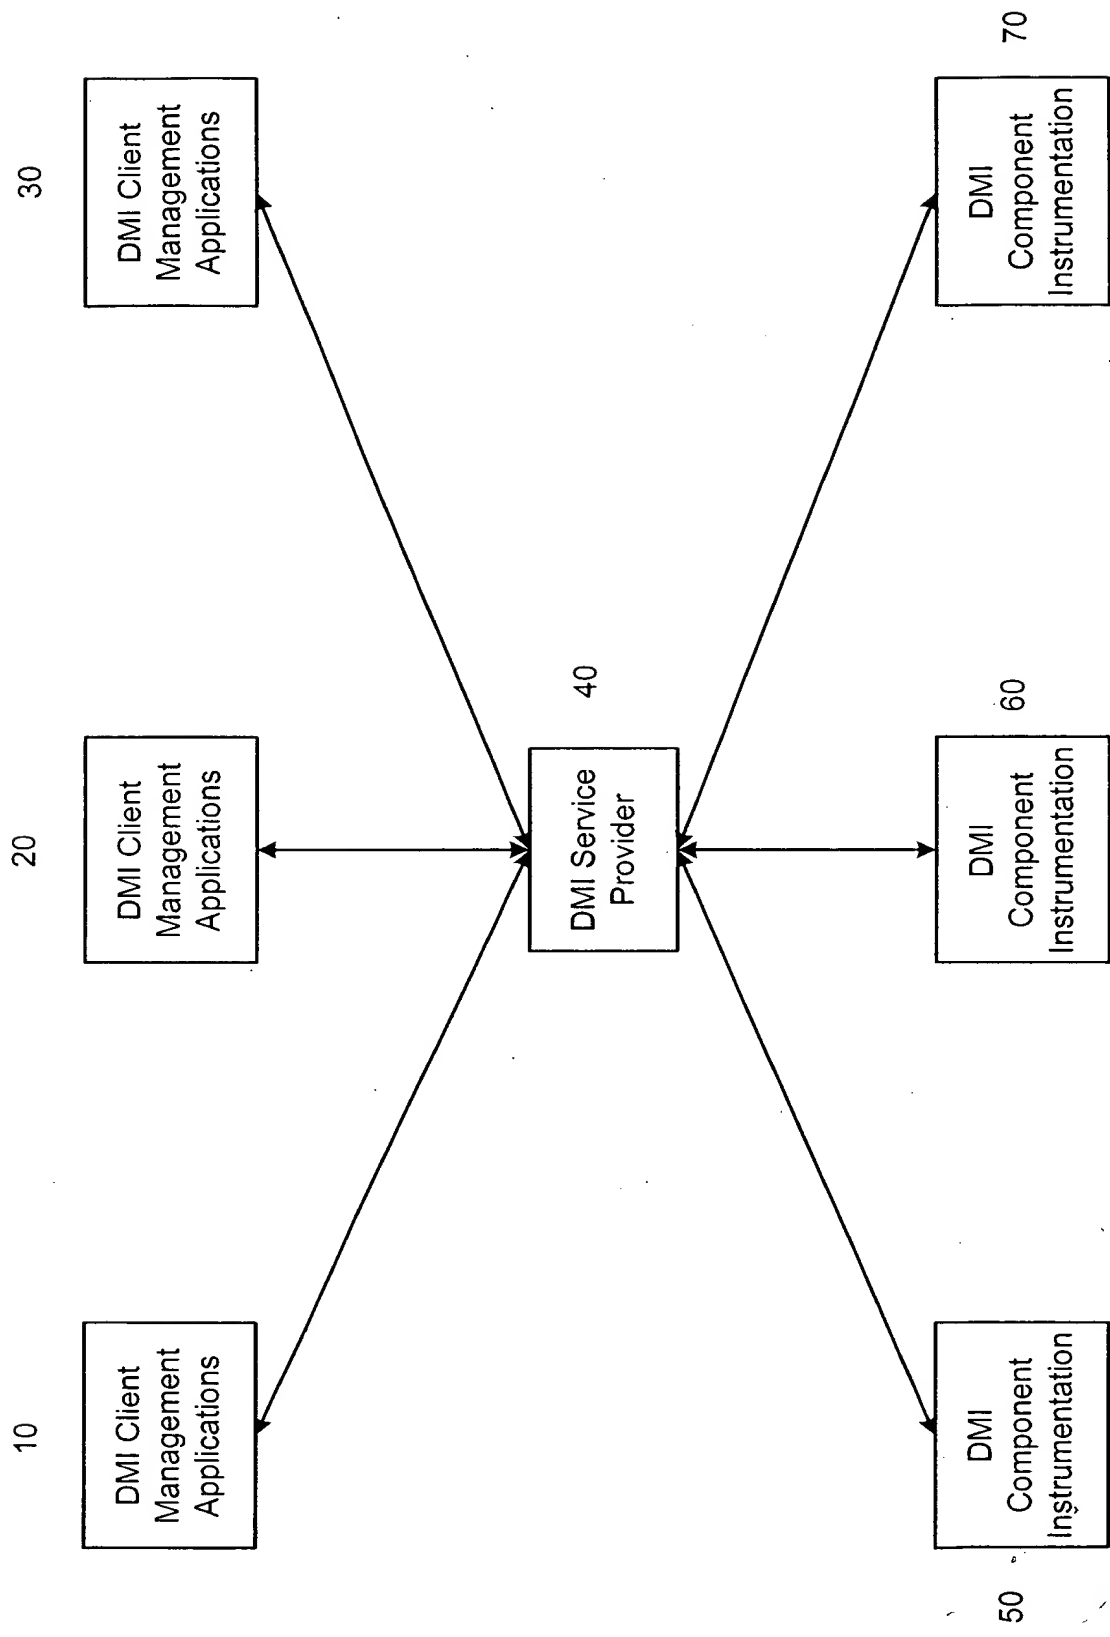 10
20
30
DMI Client
Management
Applications
DMI Client
Management
Applications
DMI Client
Management
Applications
DMI Service
Provider
40
50
DMI
Component
Instrumentation
DMI
Component
Instrumentation
60
DMI
Component
Instrumentation
70